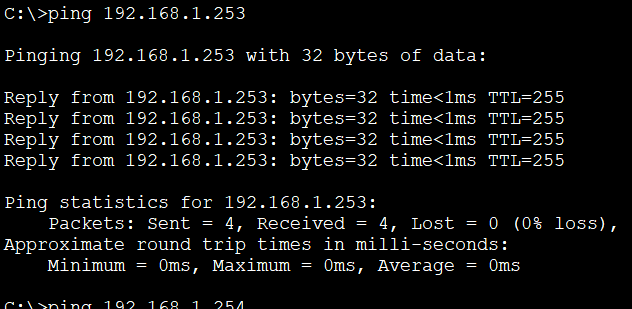 C:\>ping 192.168.1.253
Pinging 192.168.1.253 with 32 bytes of data:
Reply from 192.168.1.253: bytes=32 time<1ms TTL=255
Reply from 192.168.1.253: bytes=32 time<1ms TTL=255
Reply from 192.168.1.253: bytes=32 time<1ms TTL=255
Reply from 192.168.1.253: bytes=32 time<1ms TTL=255
Ping statistics for 192.168.1.253:
Packets: Sent = 4, Received = 4, Lost = 0 (0% loss),
Approximate round trip times in milli-seconds:
Minimum = 0ms, Maximum = 0ms, Average = 0ms
C:\>ping 192.168.1.254